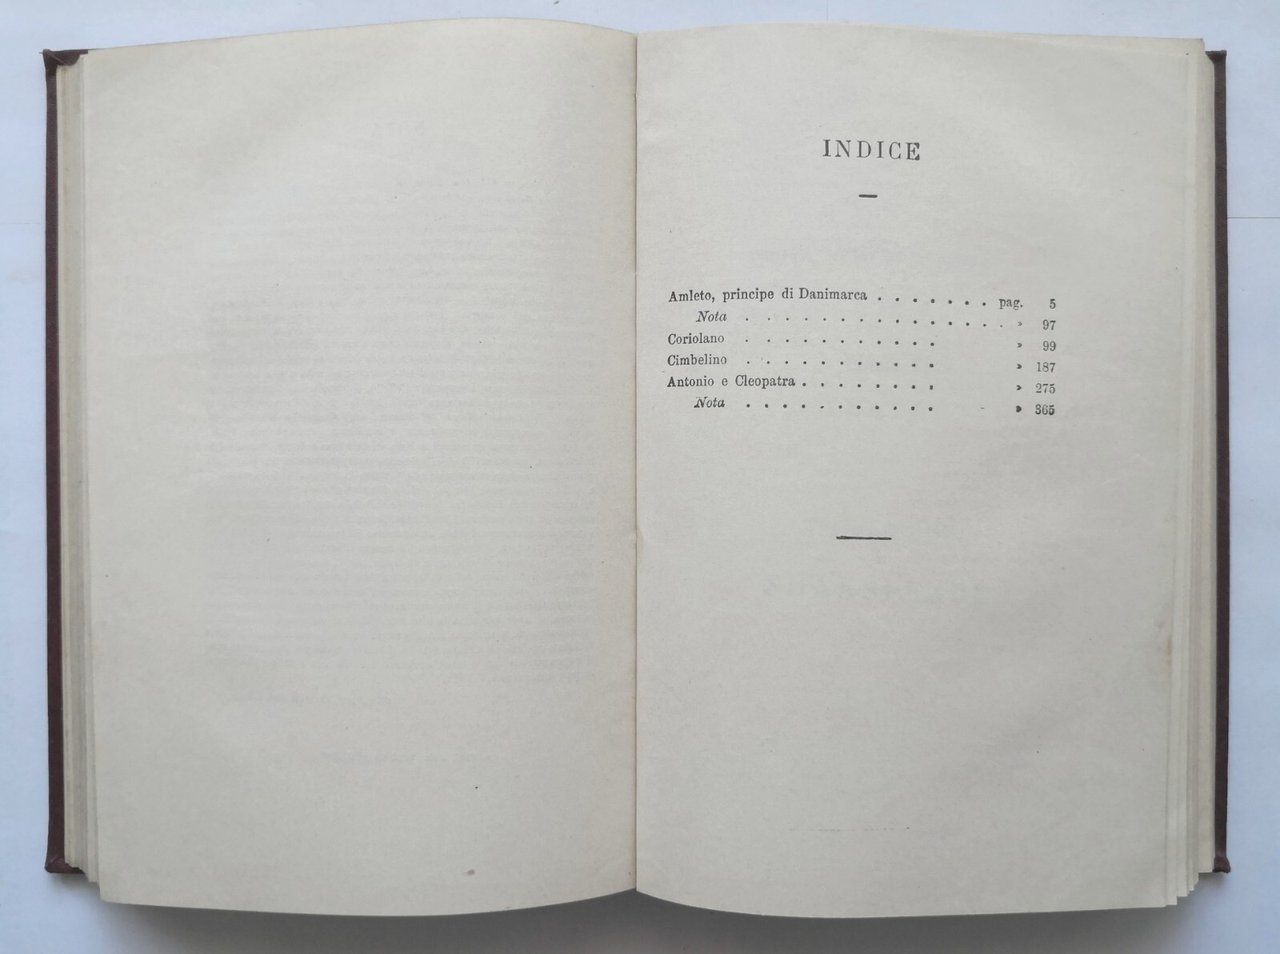 INDICE
Amleto, principe di Danimarca . . . . . . . pag. 5
Nota . . . . . . . . . . . . . . » 97
Coriolano . . . . . . . . . . » 99
Cimbelino . . . . . . . . . . » 187
Antonio e Cleopatra . . . . . . . . » 275
Nota . . . . . . . . . . » 365